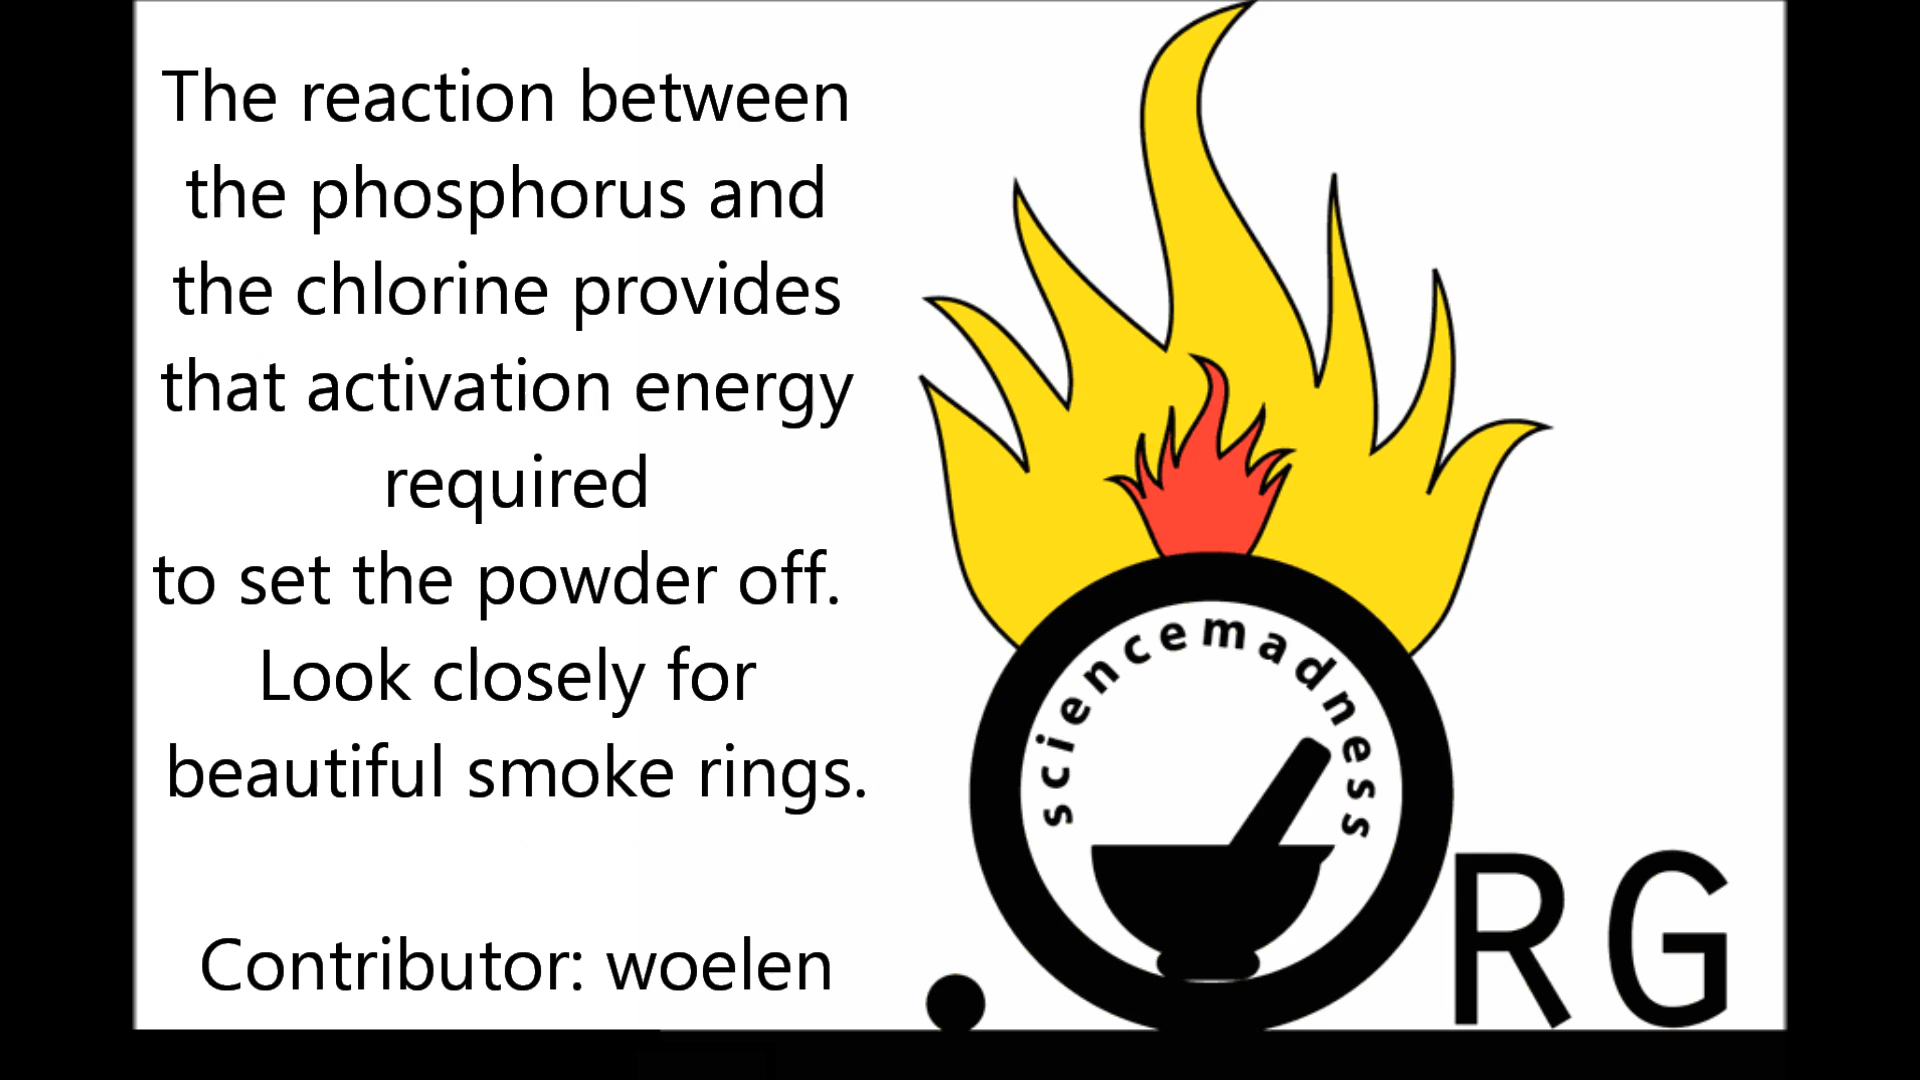 The reaction between
the phosphorus and
the chlorine provides
that activation energy
required
to set the powder off.
Look closely for
beautiful smoke rings.
Contributor: woelen
sciencemadness
.ORG